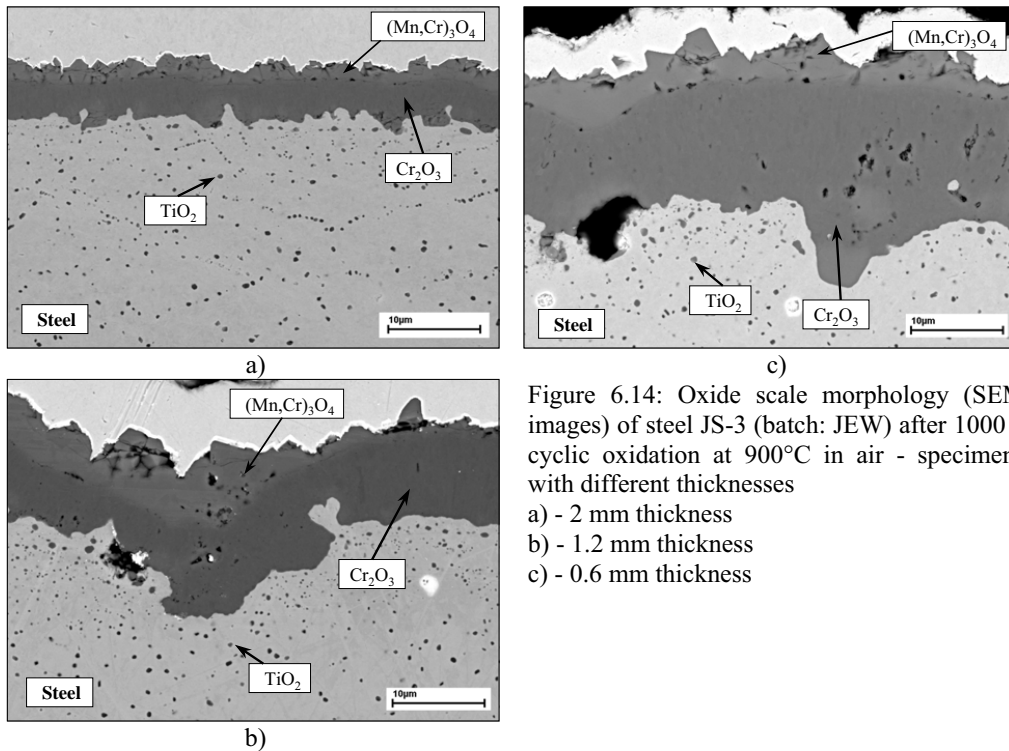 (Mn,Cr)₃O₄
Cr₂O₃
TiO₂
Steel
10µm
a)
(Mn,Cr)₃O₄
TiO₂
Cr₂O₃
Steel
10µm
c)
(Mn,Cr)₃O₄
Cr₂O₃
TiO₂
Steel
10µm
b)
Figure 6.14: Oxide scale morphology (SEM
images) of steel JS-3 (batch: JEW) after 1000
cyclic oxidation at 900°C in air - specimen
with different thicknesses
a) - 2 mm thickness
b) - 1.2 mm thickness
c) - 0.6 mm thickness